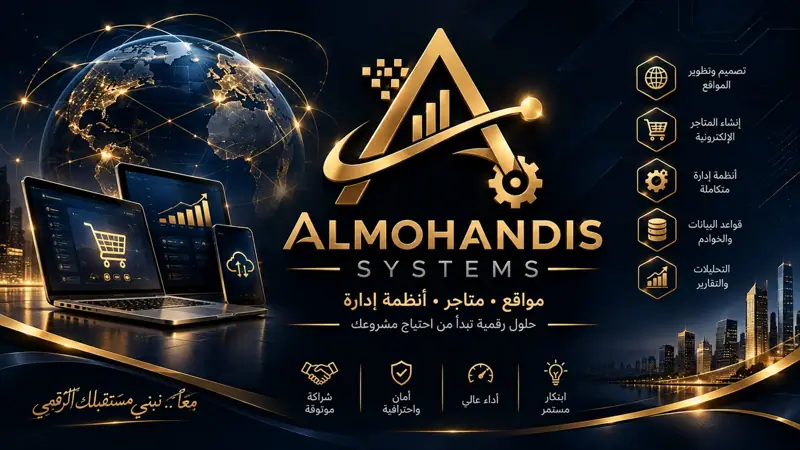 ALMOHANDIS
SYSTEMS
مواقع • متاجر • أنظمة إدارة
حلول رقمية تبدأ من احتياج مشروعك
تصميم وتطوير
المواقع
إنشاء المتاجر
الإلكترونية
أنظمة إدارة
متكاملة
قواعد البيانات
والخوادم
التحليلات
والتقارير
ابتكار
مستمر
أداء عالي
أمان
واحترافية
شراكة
موثوقة
معاً.. نبني مستقبلك الرقمي